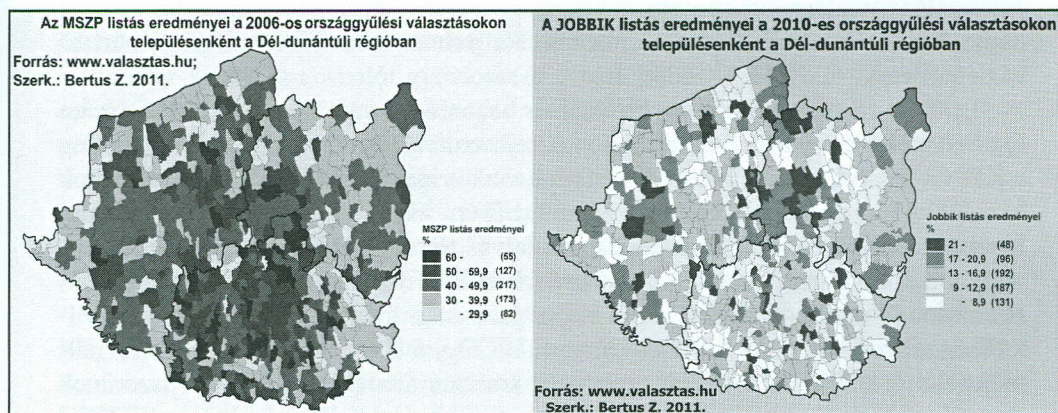 Az MSZP listás eredményei a 2006-os országgyűlési választásokon
településenként a Dél-dunántúli régióban
Forrás: www.valasztas.hu;
Szerk.: Bertus Z. 2011.
MSZP listás eredményei
%
60 - (55)
50 - 59,9 (127)
40 - 49,9 (217)
30 - 39,9 (173)
- 29,9 (82)
A JOBBIK listás eredményei a 2010-es országgyűlési választásokon
településenként a Dél-dunántúli régióban
Jobbik listás eredményei
%
21 - (48)
17 - 20,9 (96)
13 - 16,9 (192)
9 - 12,9 (187)
- 8,9 (131)
Forrás: www.valasztas.hu
Szerk.: Bertus Z. 2011.